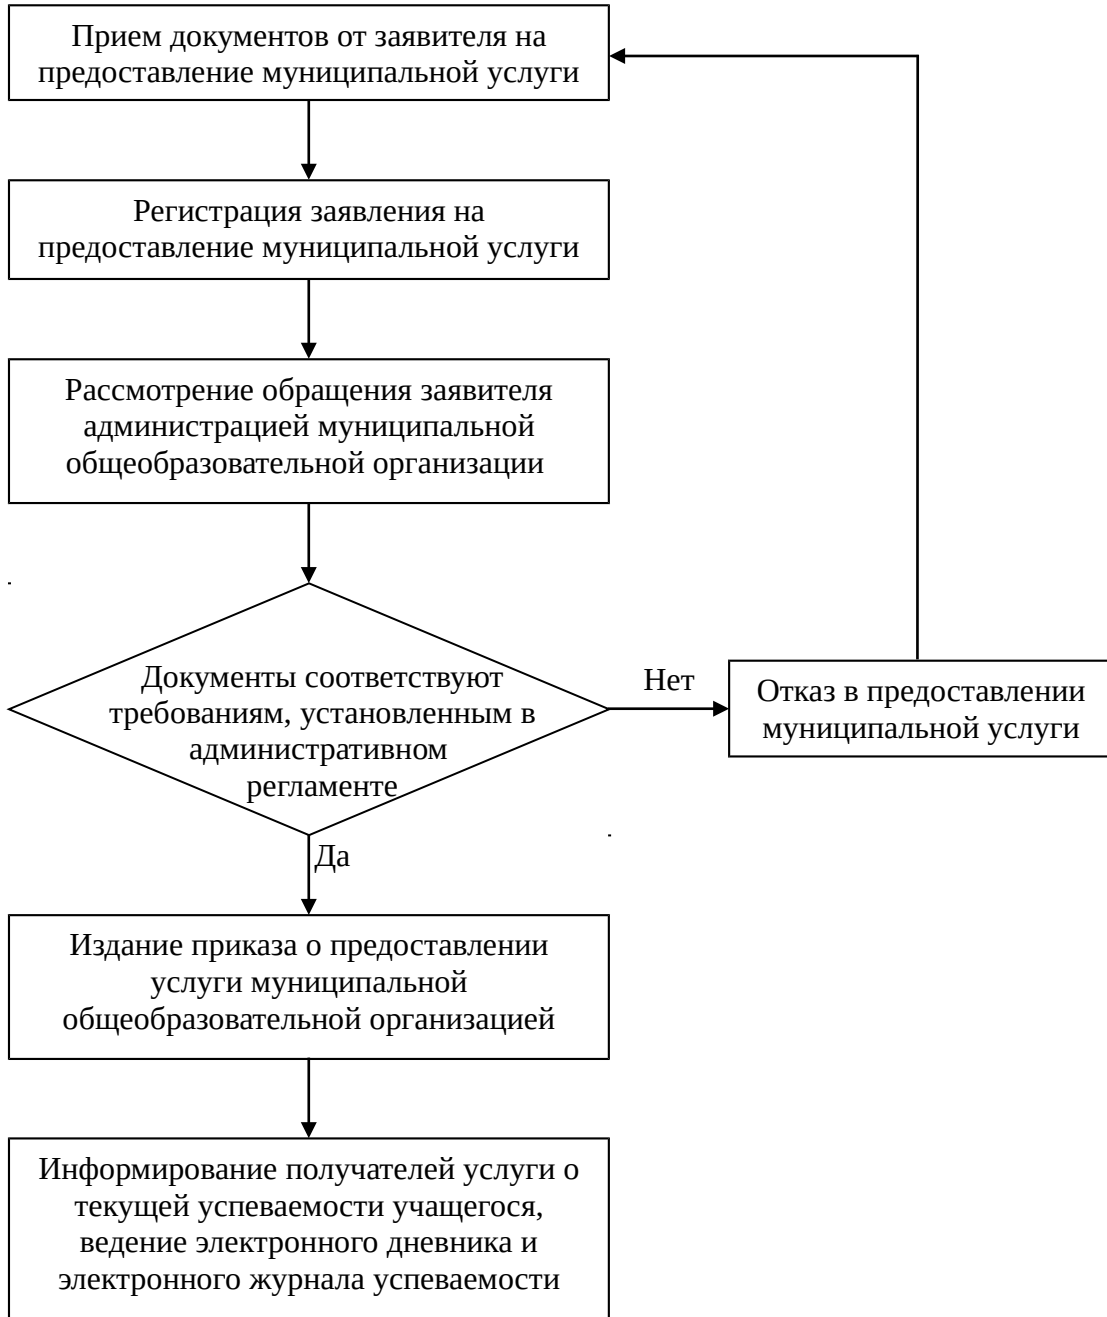 Прием документов от заявителя на
предоставление муниципальной услуги
Регистрация заявления на
предоставление муниципальной услуги
Рассмотрение обращения заявителя
администрацией муниципальной
общеобразовательной организации
Документы соответствуют
требованиям, установленным в
административном
регламенте
Нет
Отказ в предоставлении
муниципальной услуги
Да
Издание приказа о предоставлении
услуги муниципальной
общеобразовательной организацией
Информирование получателей услуги о
текущей успеваемости учащегося,
ведение электронного дневника и
электронного журнала успеваемости